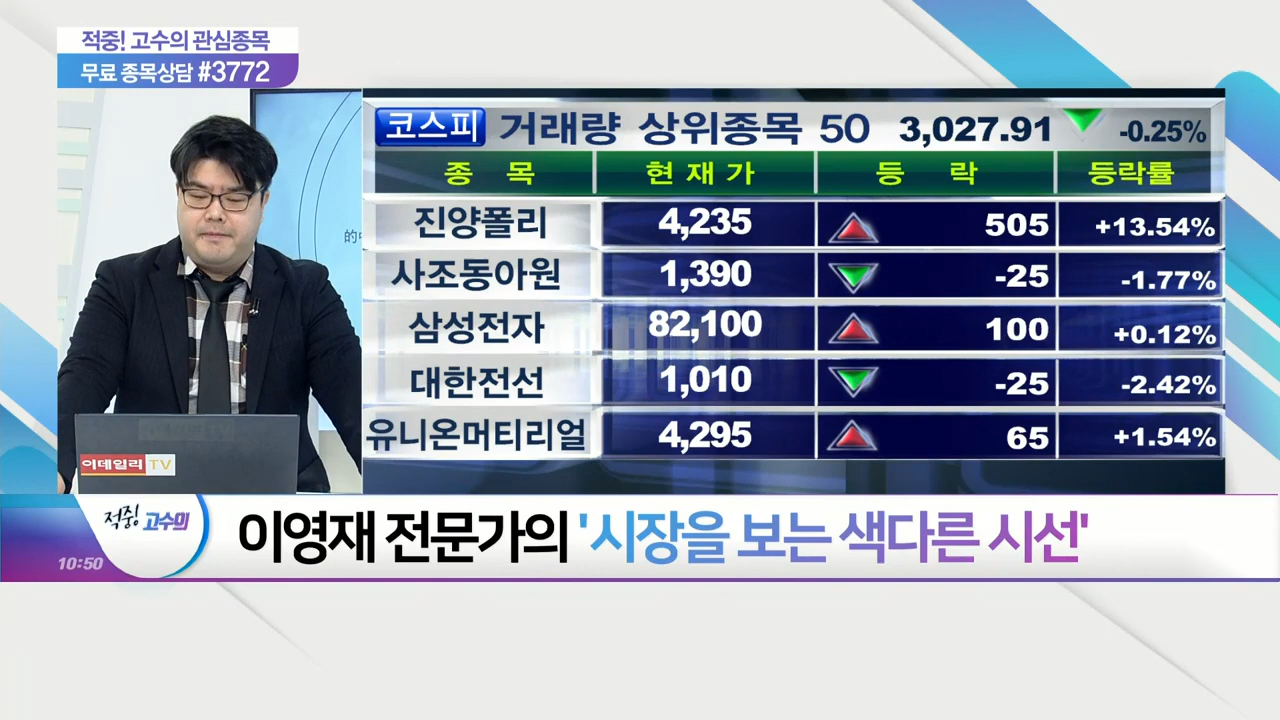 적중! 고수의 관심종목
무료 종목상담 #3772
的中
코스피 거래량 상위종목 50 3,027.91 -0.25%
종 목 현 재 가 등 락 등락률
진양폴리 4,235 505 +13.54%
사조동아원 1,390 -25 -1.77%
삼성전자 82,100 100 +0.12%
대한전선 1,010 -25 -2.42%
유니온머티리얼 4,295 65 +1.54%
이데일리 TV
적중! 고수의
이영재 전문가의 '시장을 보는 색다른 시선'
10:50